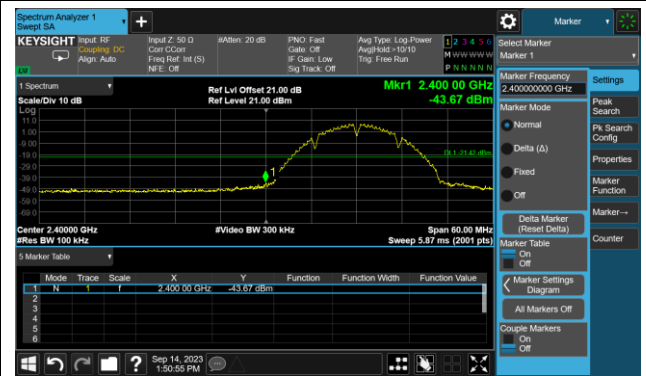 Spectrum Analyzer 1
Swept SA
+
Marker
KEYSIGHT
Input: RF
Coupling: DC
Align: Auto
Input Z: 50 Ω
Corr CCorr
Freq Ref: Int (S)
NFE: Off
#Atten: 20 dB
PNO: Fast
Gate: Off
IF Gain: Low
Sig Track: Off
Avg Type: Log-Power
Avg|Hold:>10/10
Trig: Free Run
1 2 3 4 5 6
M W W W W W
P N N N N N
Select Marker
Marker 1
1 Spectrum
Scale/Div 10 dB
Ref Lvl Offset 21.00 dB
Ref Level 21.00 dBm
Mkr1 2.400 00 GHz
-43.67 dBm
Log
11.0
1.00
-9.00
-19.0
-29.0
-39.0
-49.0
-59.0
-69.0
1
Center 2.40000 GHz
#Res BW 100 kHz
#Video BW 300 kHz
Span 60.00 MHz
Sweep 5.87 ms (2001 pts)
5 Marker Table
Mode Trace Scale X Y Function Function Width Function Value
1 N 1 f 2.400 00 GHz -43.67 dBm
2
3
4
5
6
Marker Frequency
2.400000000 GHz
Marker Mode
Normal
Delta (Δ)
Fixed
Off
Delta Marker
(Reset Delta)
Marker Table
On
Off
Marker Settings
Diagram
All Markers Off
Couple Markers
On
Off
Settings
Peak
Search
Pk Search
Config
Properties
Marker
Function
Marker→
Counter
?
Sep 14, 2023
1:50:55 PM